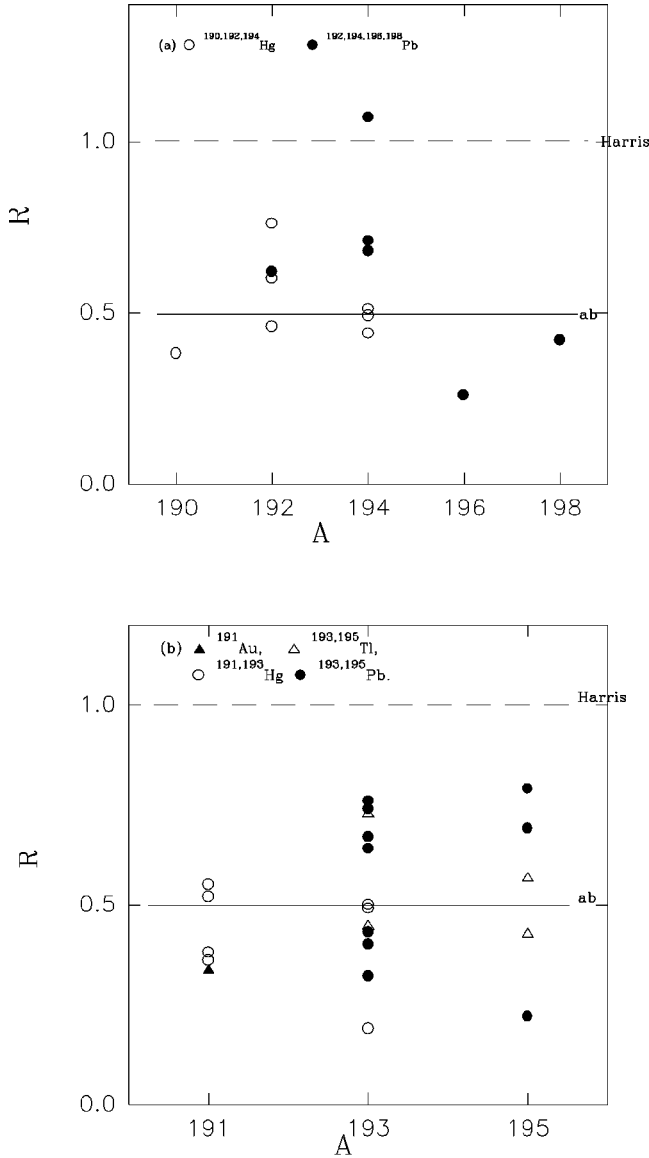 (a) ○ 190,192,194Hg ● 192,194,196,198Pb
1.0
Harris
R
0.5
ab
0.0
190 192 194 196 198
A
(b) ▲ 191Au, △ 193,195Tl,
○ 191,193Hg ● 193,195Pb.
Harris
1.0
R
ab
0.5
0.0
191 193 195
A